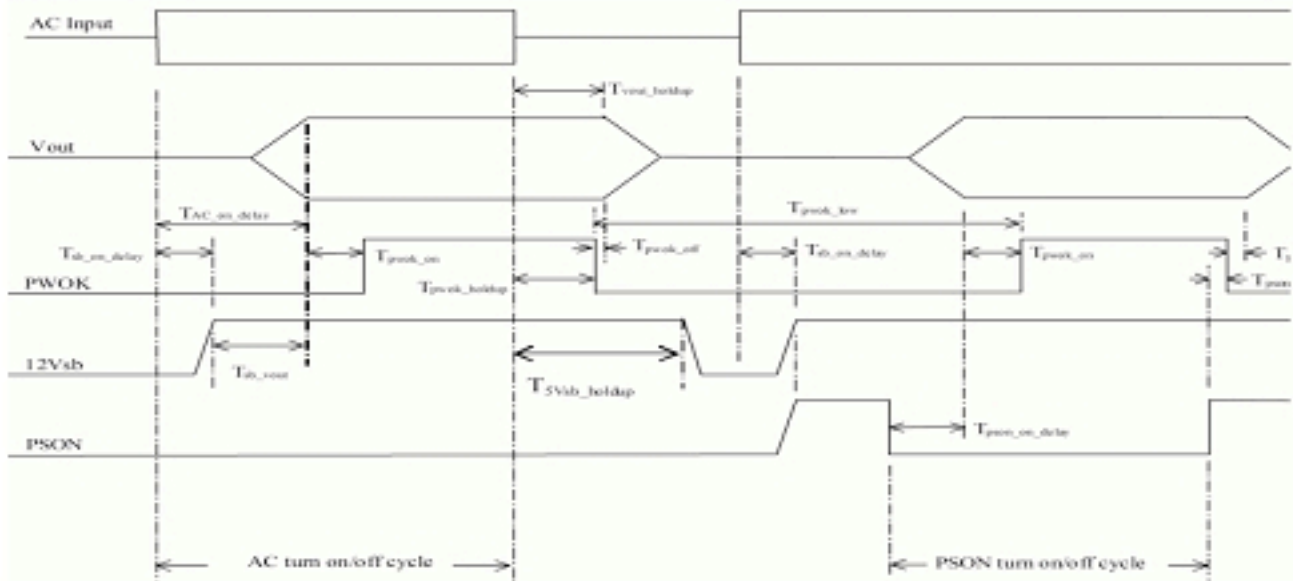 AC Input
Tvout_holdup
Vout
TAC_on_delay
Tpwok_low
Tsb_on_delay
Tpwok_on
Tpwok_off
Tsb_on_delay
Tpwok_on
PWOK
Tpwok_holdup
12Vsb
Tsb_vout
T5Vsb_holdup
PSON
Tpson_on_delay
AC turn on/off cycle
PSON turn on/off cycle